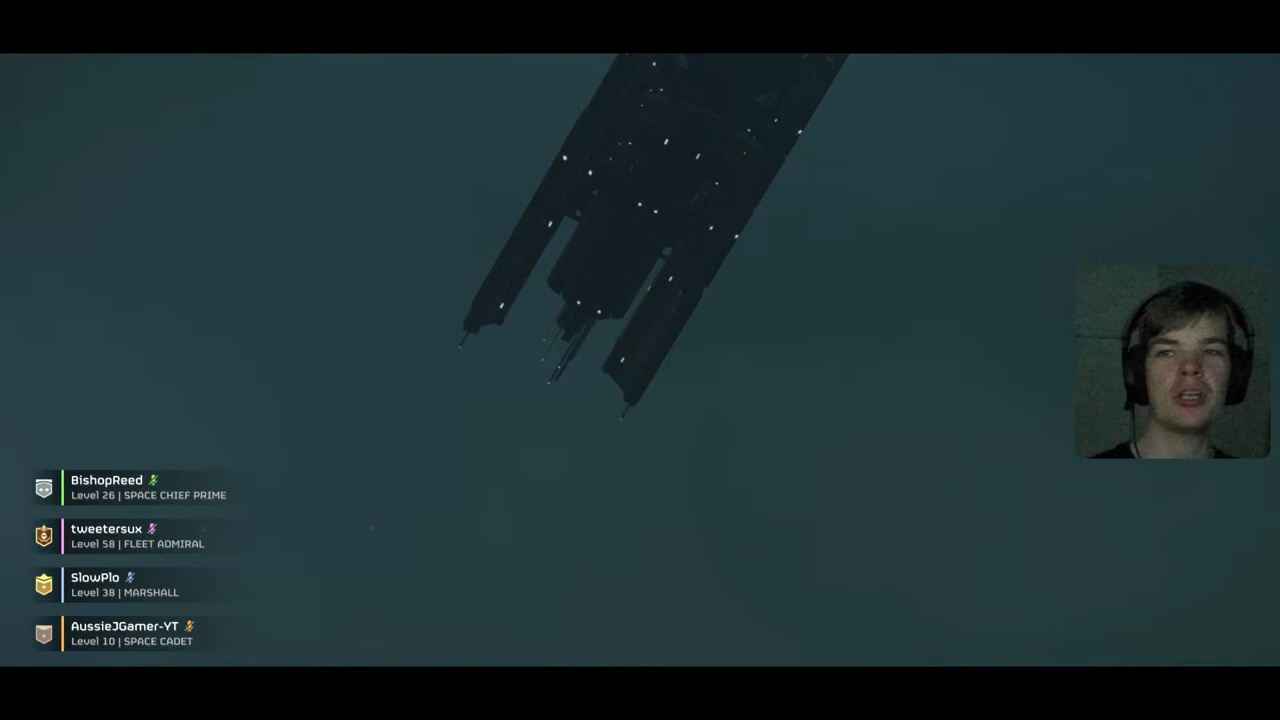 BishopReed
Level 26 | SPACE CHIEF PRIME
tweetersux
Level 58 | FLEET ADMIRAL
SlowPlo
Level 38 | MARSHALL
AussieJGamer-YT
Level 10 | SPACE CADET